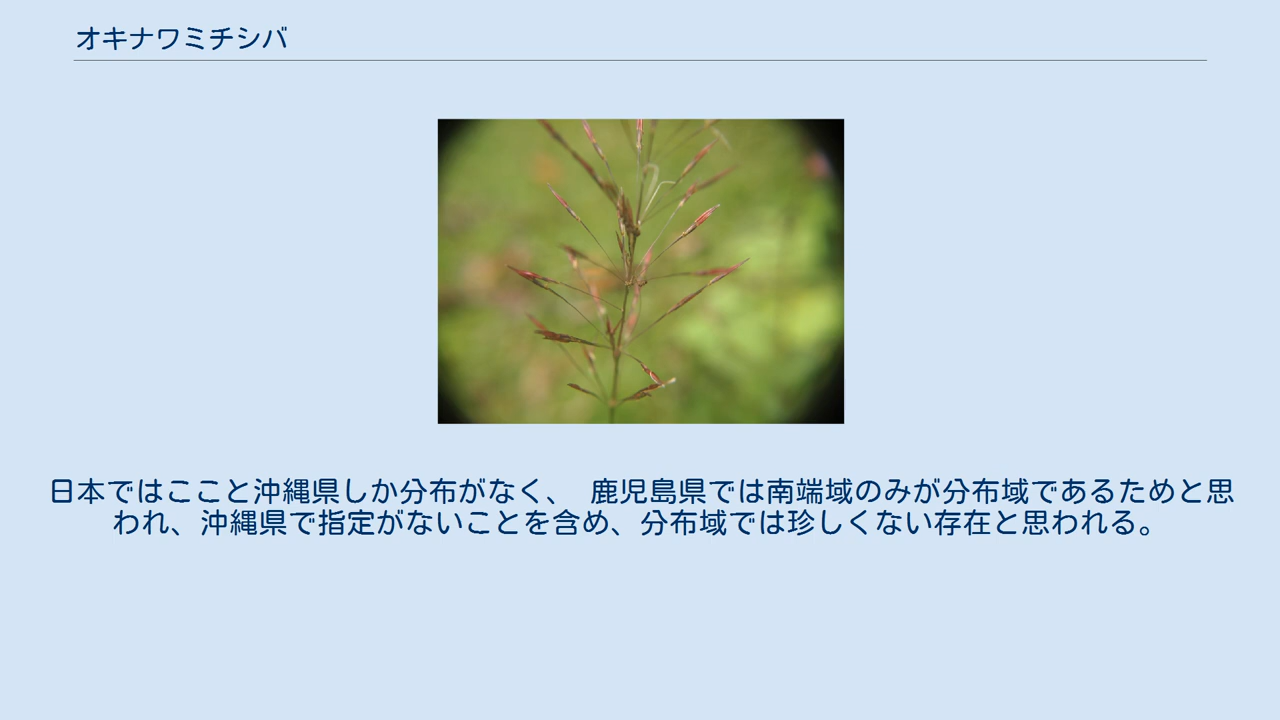 オキナワミチシバ
日本ではここと沖縄県しか分布がなく、 鹿児島県では南端域のみが分布域であるためと思
われ、沖縄県で指定がないことを含め、分布域では珍しくない存在と思われる。